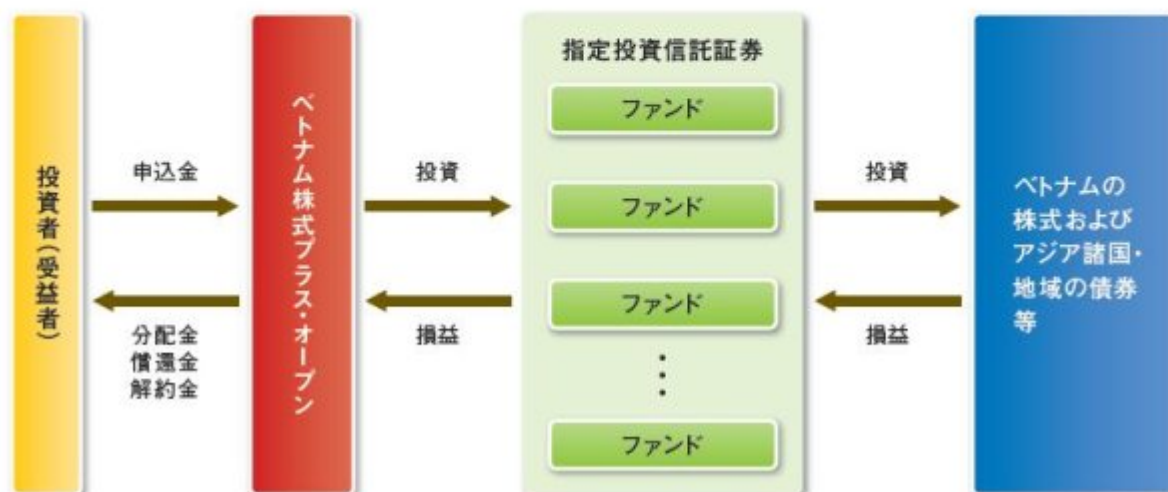 投資者(受益者)
申込金
分配金
償還金
解約金
ベトナム株式プラス・オープン
投資
損益
指定投資信託証券
ファンド
ファンド
ファンド
ファンド
投資
損益
ベトナムの
株式および
アジア諸国・
地域の債券
等